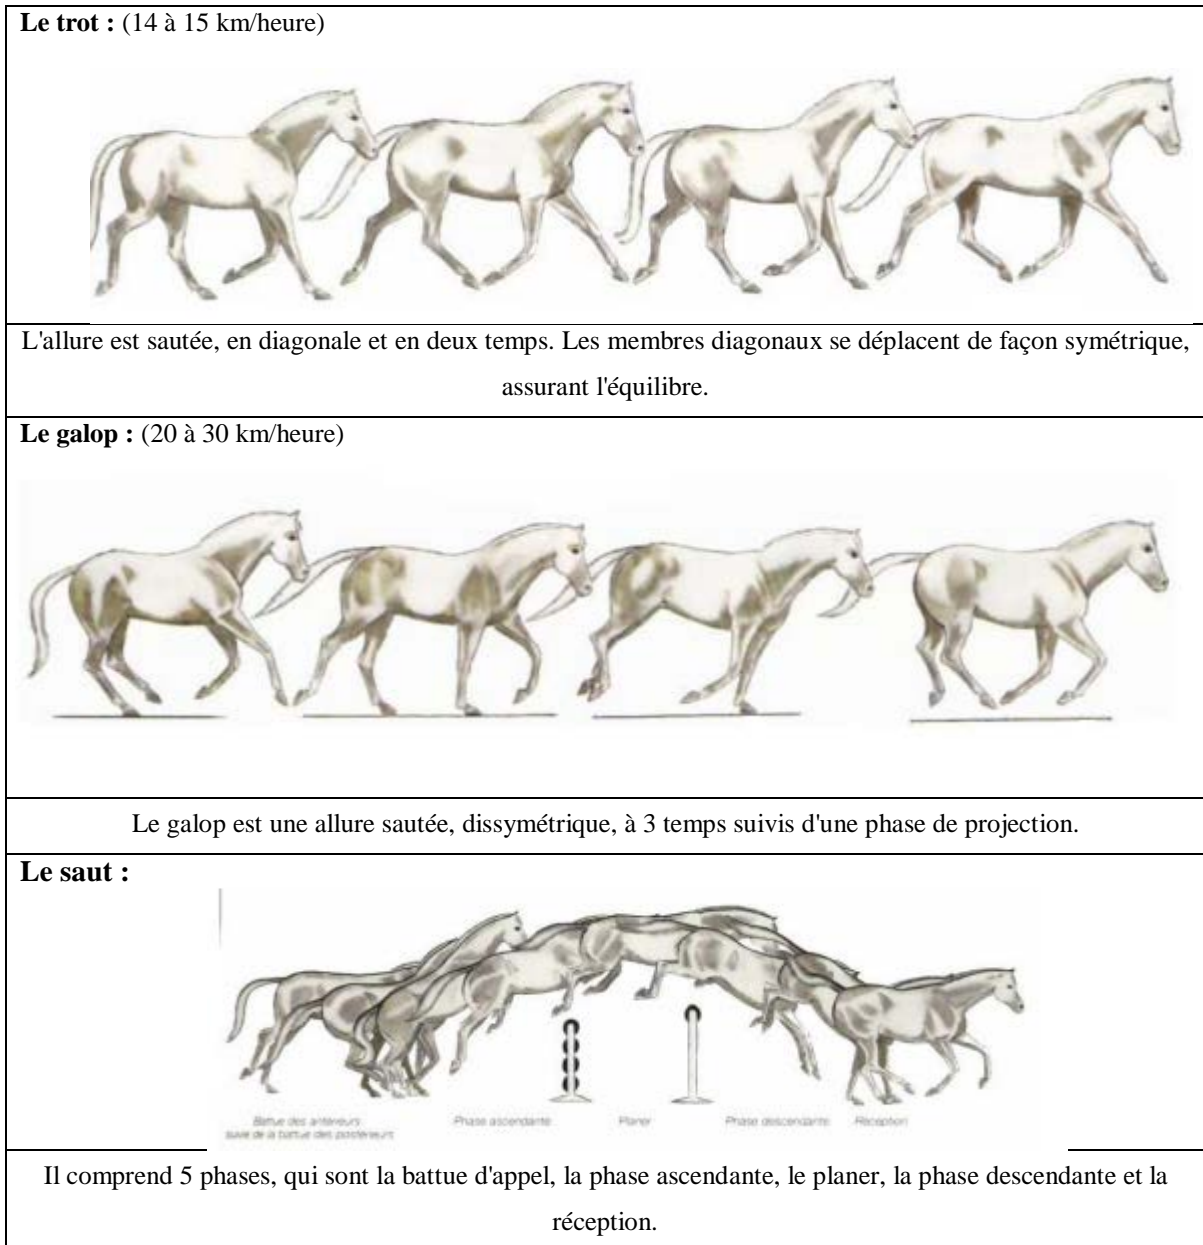 Le trot : (14 à 15 km/heure)
L'allure est sautée, en diagonale et en deux temps. Les membres diagonaux se déplacent de façon symétrique,
assurant l'équilibre.
Le galop : (20 à 30 km/heure)
Le galop est une allure sautée, dissymétrique, à 3 temps suivis d'une phase de projection.
Le saut :
Battue des antérieurs
suivie de la battue des postérieurs
Phase ascendante
Planer
Phase descendante
Réception
Il comprend 5 phases, qui sont la battue d'appel, la phase ascendante, le planer, la phase descendante et la
réception.